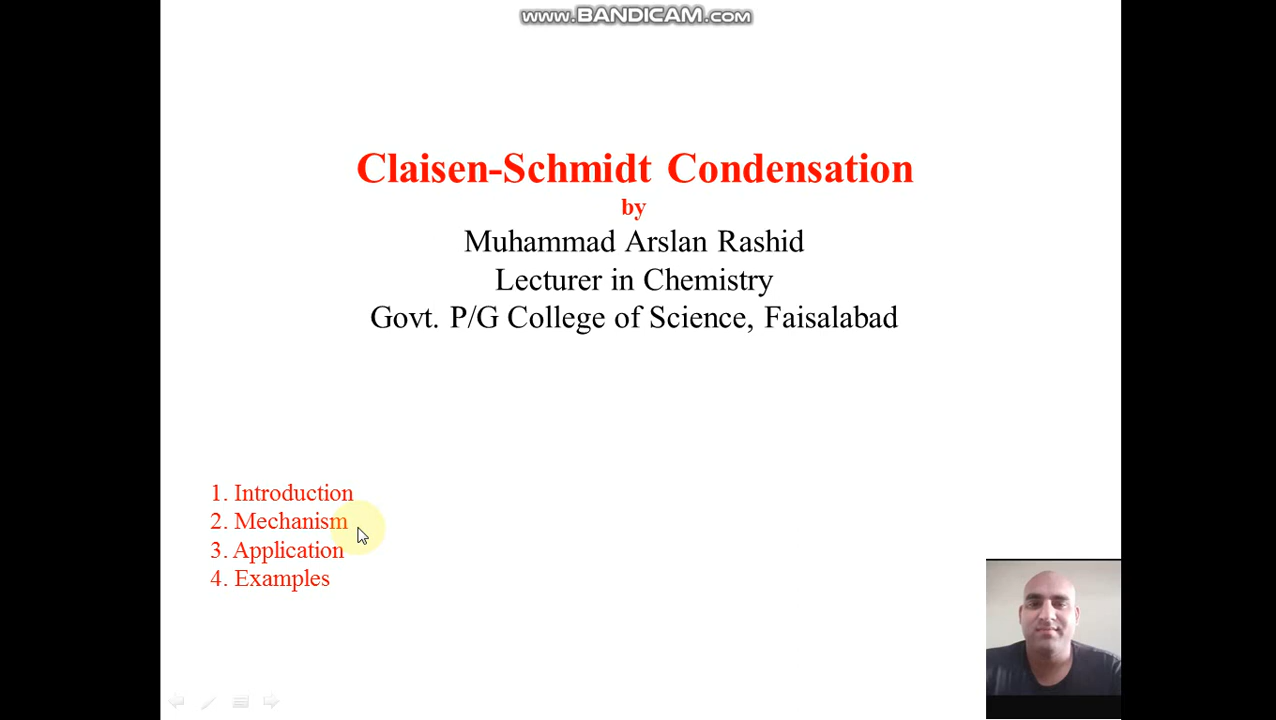 www.BANDICAM.com
Claisen-Schmidt Condensation
by
Muhammad Arslan Rashid
Lecturer in Chemistry
Govt. P/G College of Science, Faisalabad
1. Introduction
2. Mechanism
3. Application
4. Examples